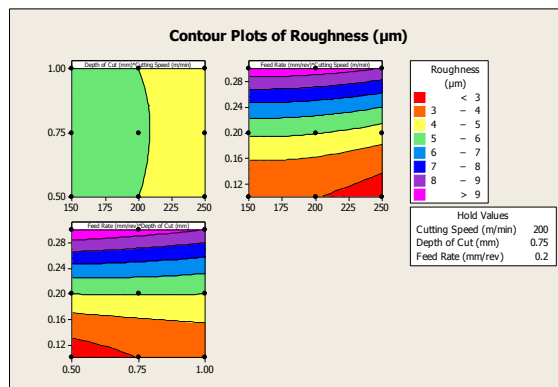 Contour Plots of Roughness (µm)
Depth of Cut (mm)*Cutting Speed (m/min)
1.00
0.75
0.50
150 175 200 225 250
Feed Rate (mm/rev)*Cutting Speed (m/min)
0.28
0.24
0.20
0.16
0.12
150 175 200 225 250
Feed Rate (mm/rev)*Depth of Cut (mm)
0.28
0.24
0.20
0.16
0.12
0.50 0.75 1.00
Roughness
(µm)
< 3
3 – 4
4 – 5
5 – 6
6 – 7
7 – 8
8 – 9
> 9
Hold Values
Cutting Speed (m/min) 200
Depth of Cut (mm) 0.75
Feed Rate (mm/rev) 0.2